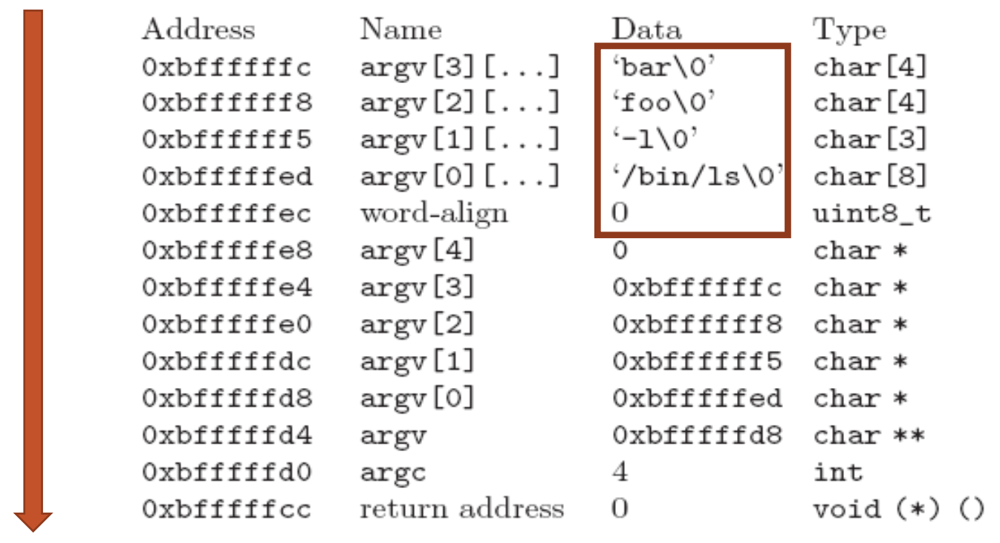 Address Name Data Type
0xbffffffc argv[3][...] ‘bar\0’ char[4]
0xbffffff8 argv[2][...] ‘foo\0’ char[4]
0xbffffff5 argv[1][...] ‘-l\0’ char[3]
0xbfffffed argv[0][...] ‘/bin/ls\0’ char[8]
0xbfffffec word-align 0 uint8_t
0xbfffffe8 argv[4] 0 char *
0xbfffffe4 argv[3] 0xbffffffc char *
0xbfffffe0 argv[2] 0xbffffff8 char *
0xbfffffdc argv[1] 0xbffffff5 char *
0xbfffffd8 argv[0] 0xbfffffed char *
0xbfffffd4 argv 0xbfffffd8 char **
0xbfffffd0 argc 4 int
0xbfffffcc return address 0 void (*) ()